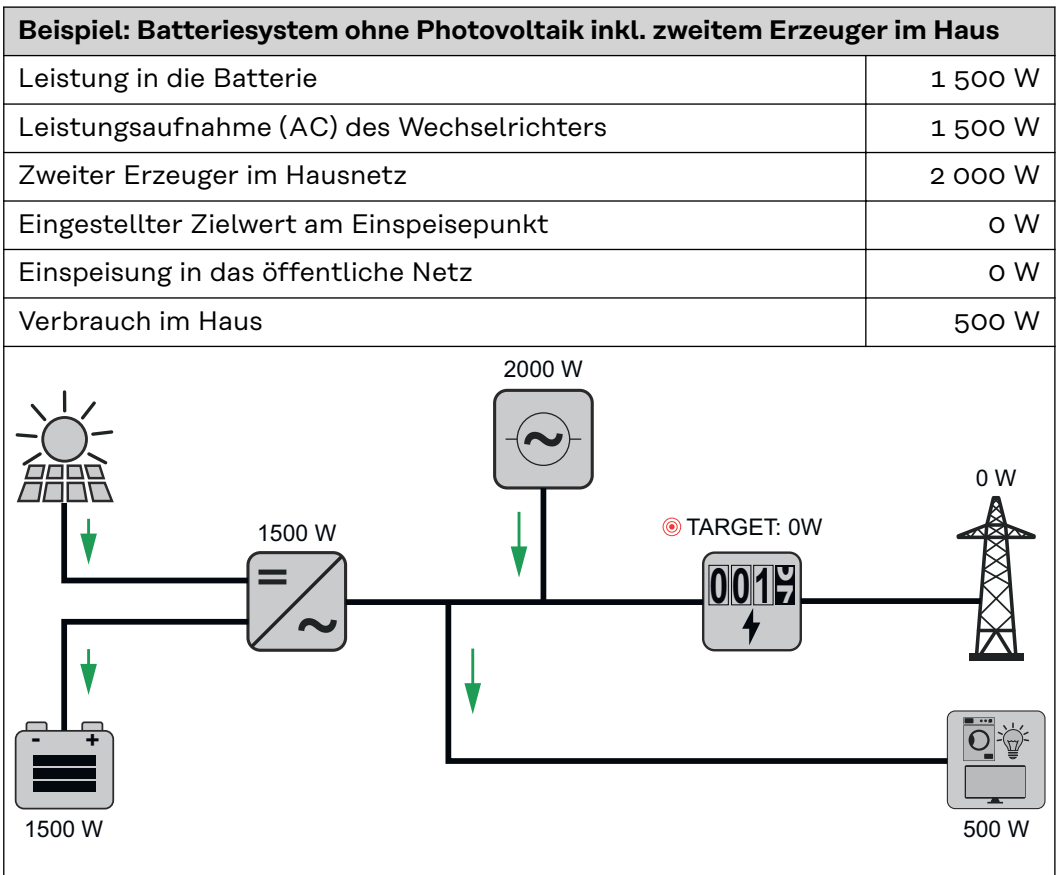 Beispiel: Batteriesystem ohne Photovoltaik inkl. zweitem Erzeuger im Haus
Leistung in die Batterie 1 500 W
Leistungsaufnahme (AC) des Wechselrichters 1 500 W
Zweiter Erzeuger im Hausnetz 2 000 W
Eingestellter Zielwert am Einspeisepunkt 0 W
Einspeisung in das öffentliche Netz 0 W
Verbrauch im Haus 500 W
2000 W
0 W
1500 W
TARGET: 0W
001
- +
1500 W
500 W